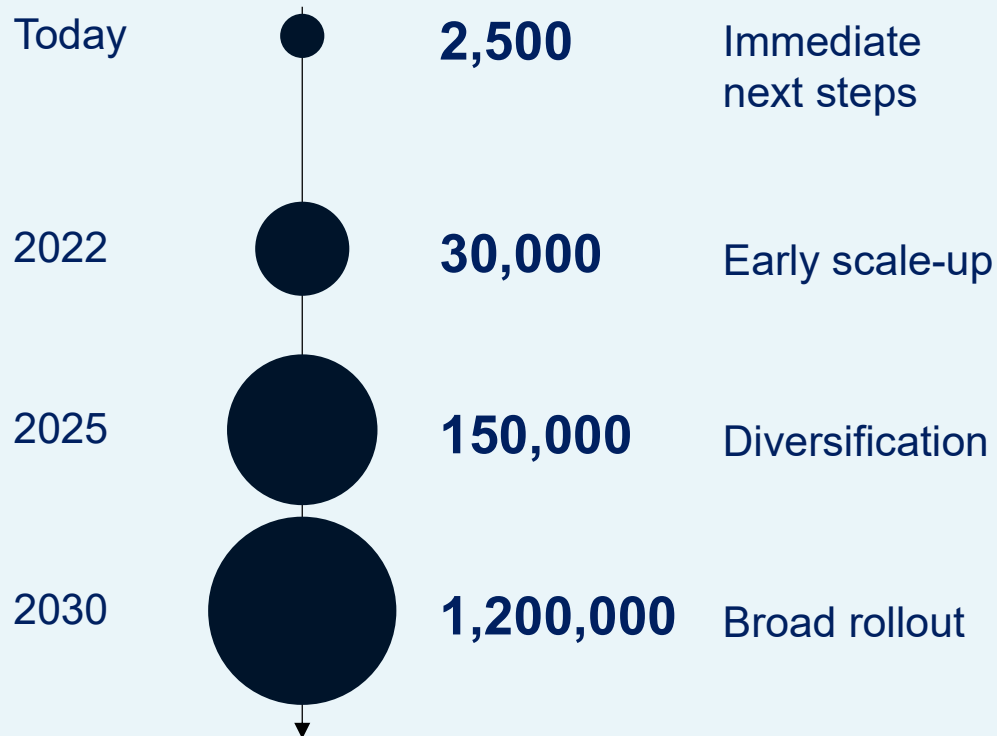 Today 2,500 Immediate
next steps
2022 30,000 Early scale-up
2025 150,000 Diversification
2030 1,200,000 Broad rollout